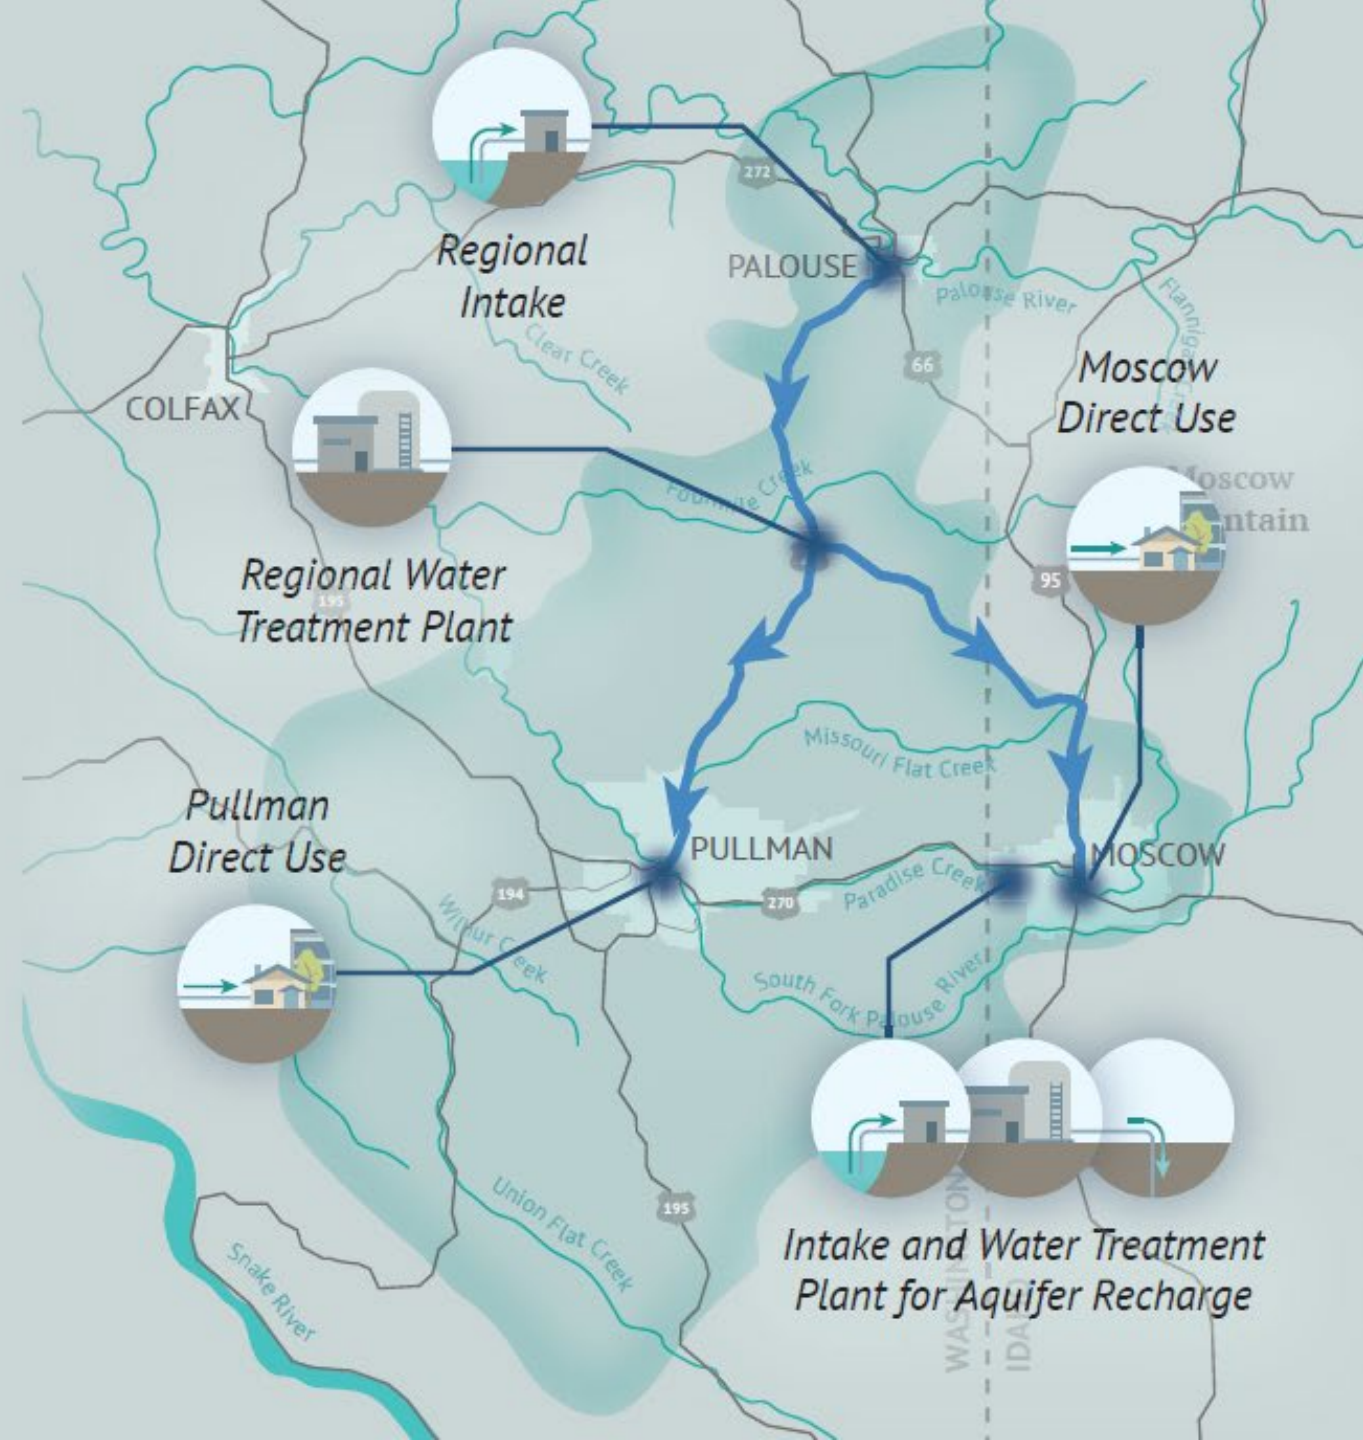 272
Regional
Intake
PALOUSE
Palouse River
Clear Creek
66
Moscow
Direct Use
COLFAX
Moscow
ntain
Fourmile Creek
Regional Water
Treatment Plant
195
95
Missouri Flat Creek
Pullman
Direct Use
PULLMAN
MOSCOW
194
270
Paradise Creek
Wilbur Creek
South Fork Palouse River
195
Union Flat Creek
Snake River
Intake and Water Treatment
Plant for Aquifer Recharge
WASHINGTON
IDAHO